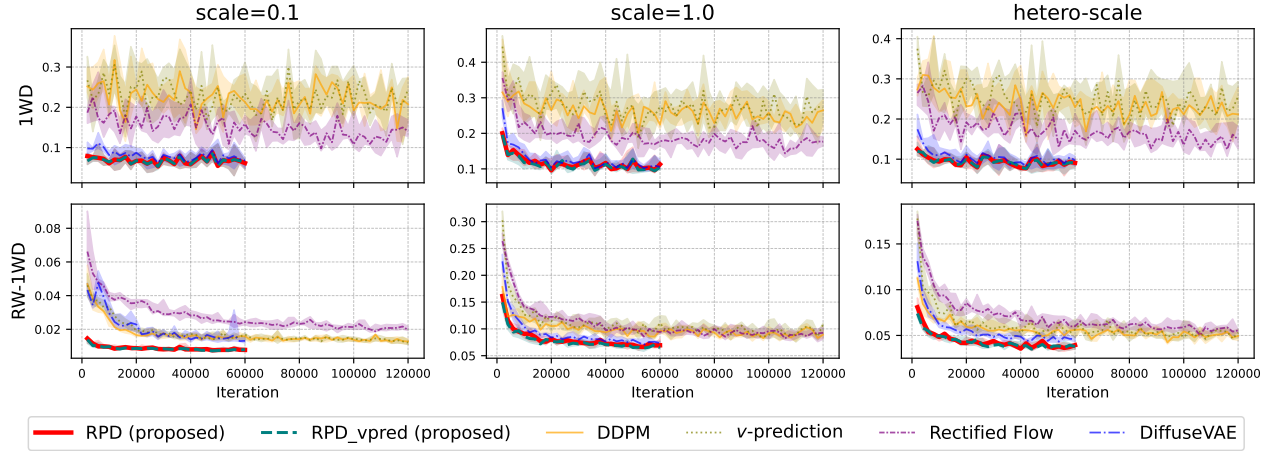 scale=0.1 scale=1.0 hetero-scale
1WD
0.3 0.4 0.4
0.2 0.3 0.3
0.1 0.2 0.2
0.1 0.1
RW-1WD
0.08 0.30 0.15
0.06 0.25 0.10
0.04 0.20 0.05
0.02 0.15
0.10
0.05
0 20000 40000 60000 80000 100000 120000 0 20000 40000 60000 80000 100000 120000 0 20000 40000 60000 80000 100000 120000
Iteration Iteration Iteration
RPD (proposed) RPD_vpred (proposed) DDPM v-prediction Rectified Flow DiffuseVAE